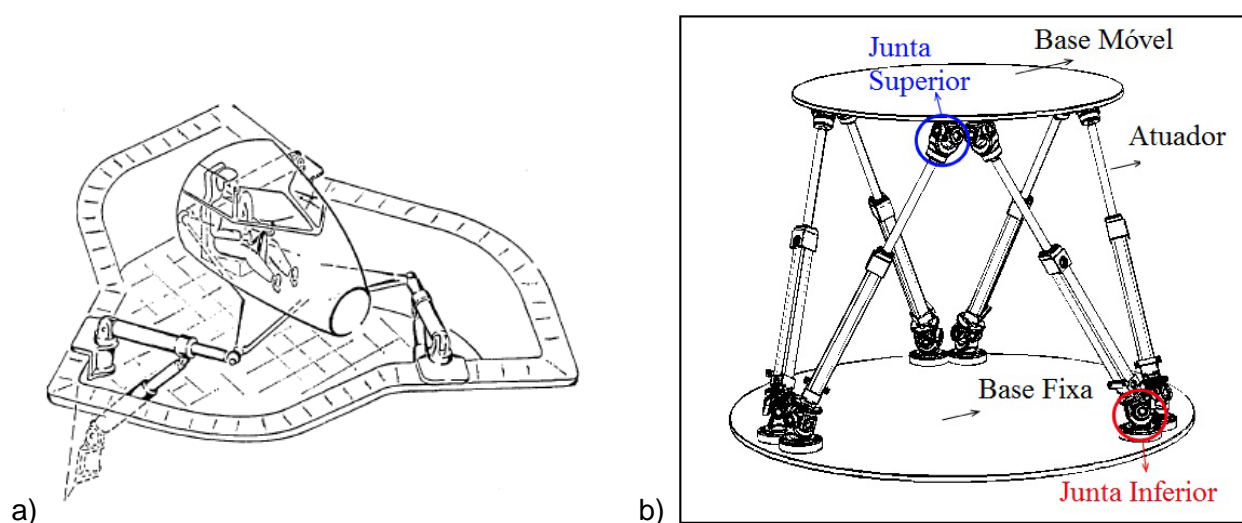 a)
b)
Junta
Superior
Base Móvel
Atuador
Base Fixa
Junta Inferior